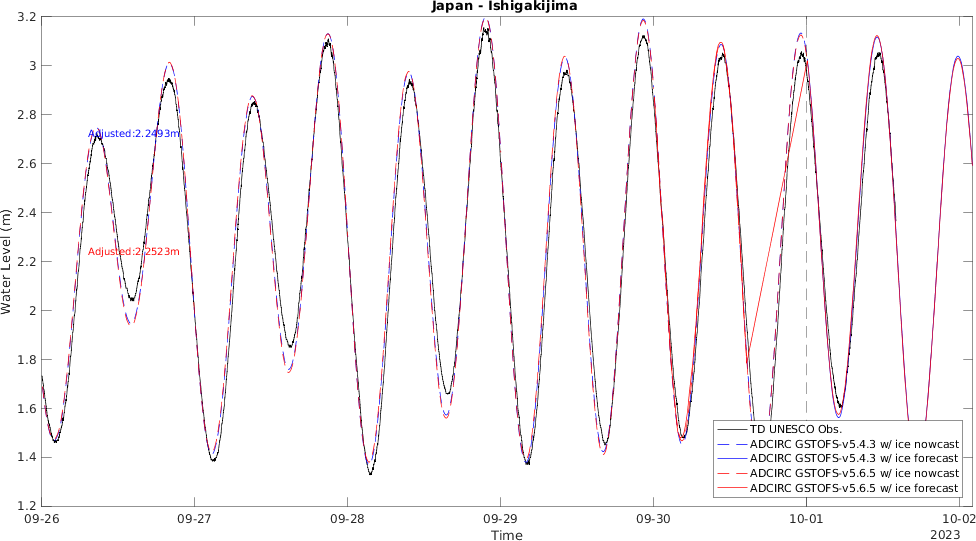 Japan - Ishigakijima
3.2
3
2.8
2.6
2.4
2.2
2
1.8
1.6
1.4
1.2
Water Level (m)
Adjusted:2.2493m
Adjusted:2.2523m
TD UNESCO Obs.
ADCIRC GSTOFS-v5.4.3 w/ ice nowcast
ADCIRC GSTOFS-v5.4.3 w/ ice forecast
ADCIRC GSTOFS-v5.6.5 w/ ice nowcast
ADCIRC GSTOFS-v5.6.5 w/ ice forecast
09-26
09-27
09-28
09-29
09-30
10-01
10-02
Time
2023